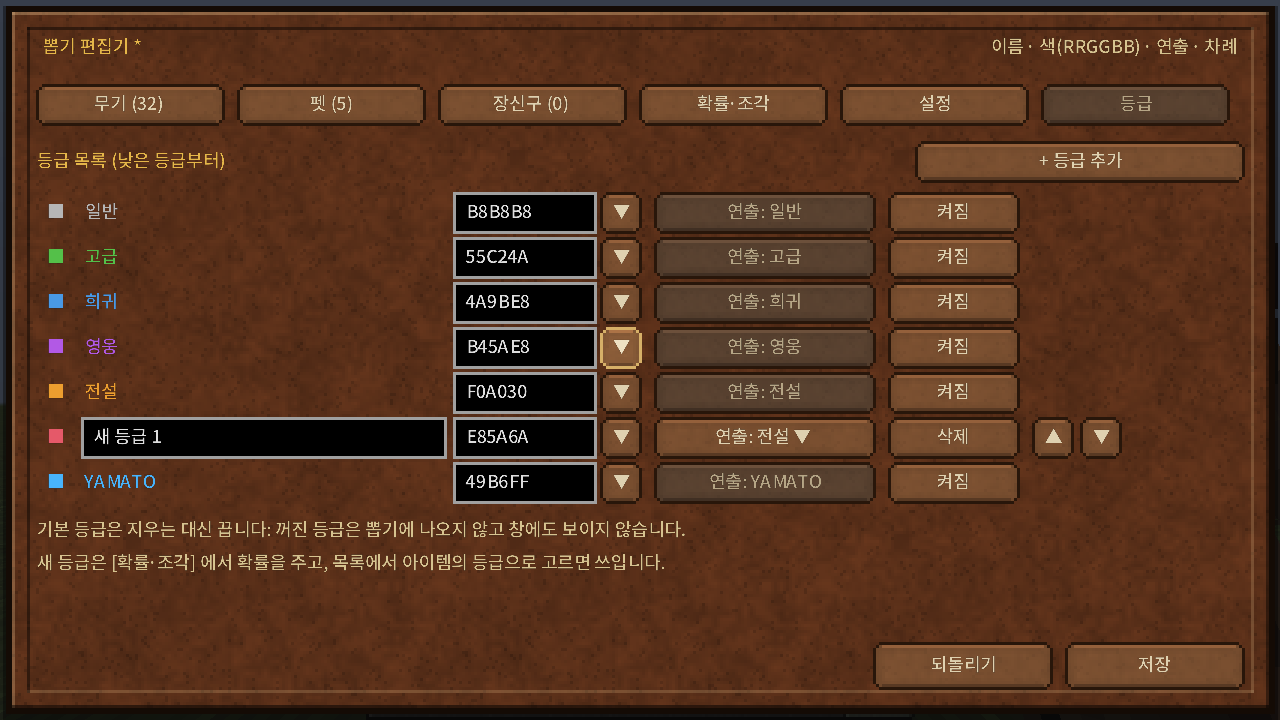 뽑기 편집기 *
이름 · 색(RRGGBB) · 연출 · 차례
무기 (32) 펫 (5) 장신구 (0) 확률·조각 설정 등급
등급 목록 (낮은 등급부터) + 등급 추가
일반 B8B8B8 ▼ 연출: 일반 켜짐
고급 55C24A ▼ 연출: 고급 켜짐
희귀 4A9BE8 ▼ 연출: 희귀 켜짐
영웅 B45AE8 ▼ 연출: 영웅 켜짐
전설 F0A030 ▼ 연출: 전설 켜짐
새 등급 1 E85A6A ▼ 연출: 전설 ▼ 삭제 ▲ ▼
YAMATO 49B6FF ▼ 연출: YAMATO 켜짐
기본 등급은 지우는 대신 끕니다: 꺼진 등급은 뽑기에 나오지 않고 창에도 보이지 않습니다.
새 등급은 [확률·조각] 에서 확률을 주고, 목록에서 아이템의 등급으로 고르면 쓰입니다.
되돌리기 저장